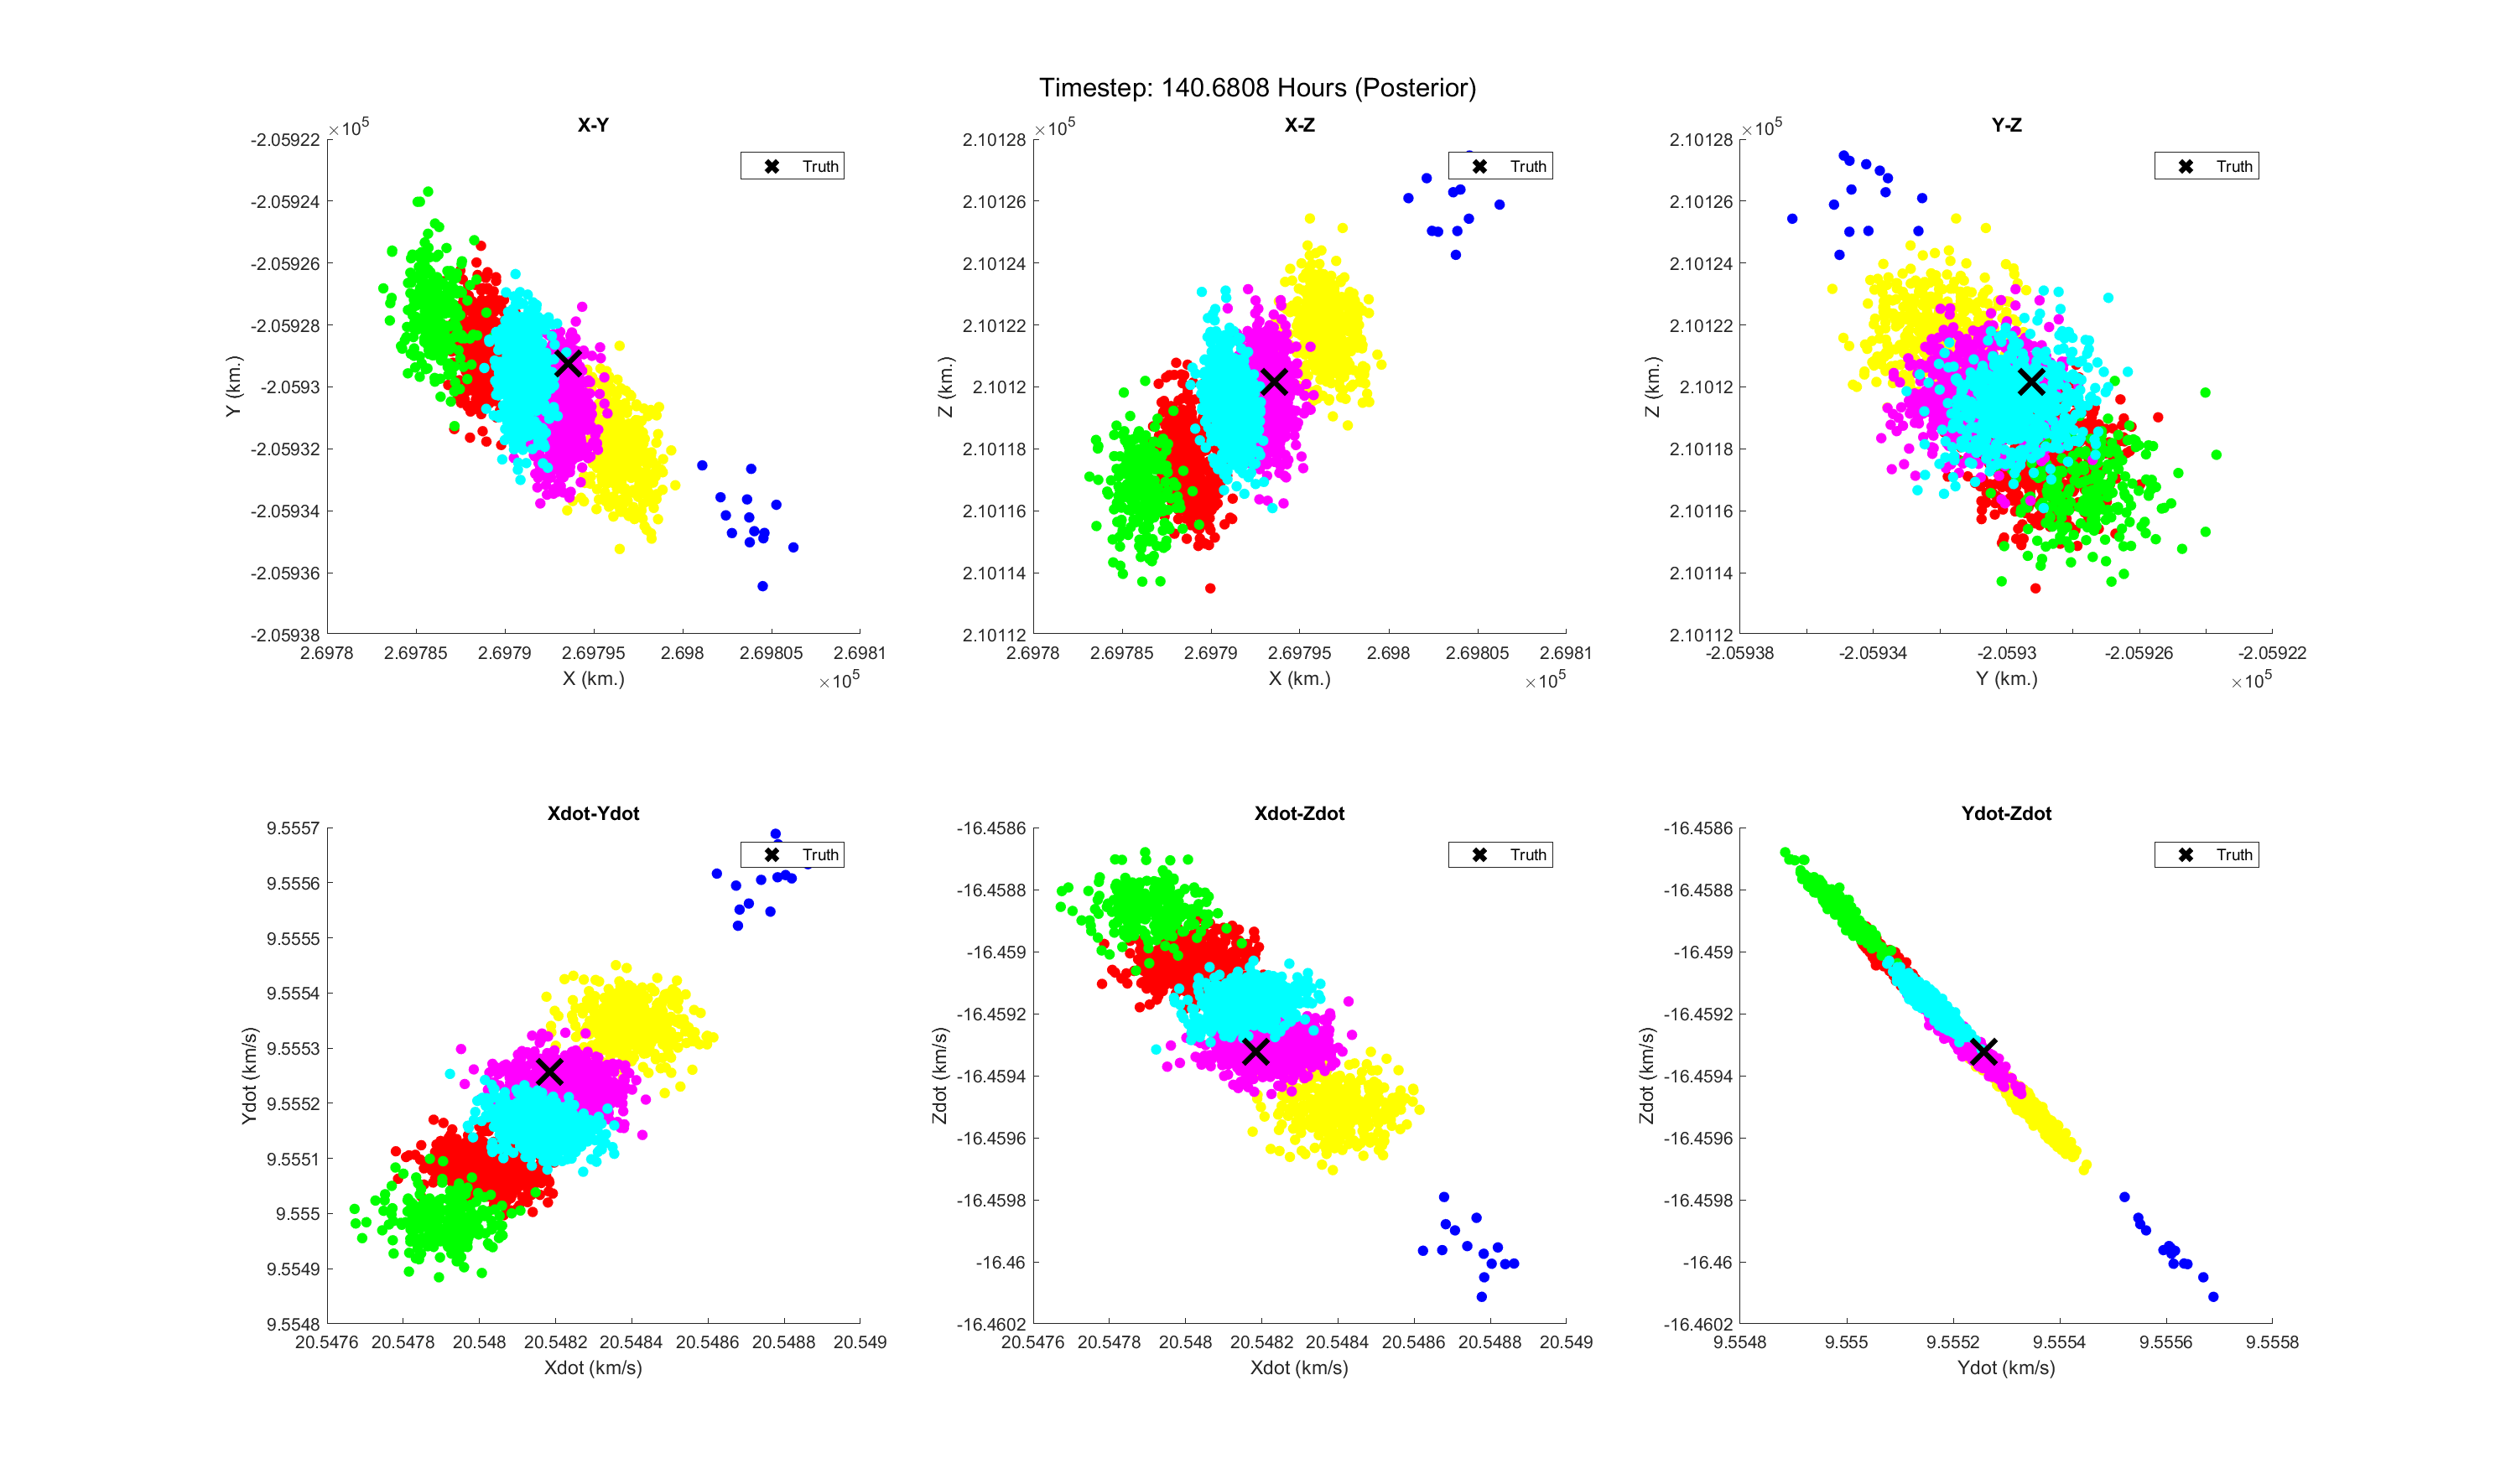 Timestep: 140.6808 Hours (Posterior)
X-Y
×10^5
-2.05922
-2.05924
-2.05926
-2.05928
-2.0593
-2.05932
-2.05934
-2.05936
-2.05938
Y (km.)
2.6978 2.69785 2.6979 2.69795 2.698 2.69805 2.6981
X (km.)
×10^5
Truth
X-Z
×10^5
2.10128
2.10126
2.10124
2.10122
2.1012
2.10118
2.10116
2.10114
2.10112
Z (km.)
2.6978 2.69785 2.6979 2.69795 2.698 2.69805 2.6981
X (km.)
×10^5
Truth
Y-Z
×10^5
2.10128
2.10126
2.10124
2.10122
2.1012
2.10118
2.10116
2.10114
2.10112
Z (km.)
-2.05938 -2.05934 -2.0593 -2.05926 -2.05922
Y (km.)
×10^5
Truth
Xdot-Ydot
9.5557
9.5556
9.5555
9.5554
9.5553
9.5552
9.5551
9.555
9.5549
9.5548
Ydot (km/s)
20.5476 20.5478 20.548 20.5482 20.5484 20.5486 20.5488 20.549
Xdot (km/s)
Truth
Xdot-Zdot
-16.4586
-16.4588
-16.459
-16.4592
-16.4594
-16.4596
-16.4598
-16.46
-16.4602
Zdot (km/s)
20.5476 20.5478 20.548 20.5482 20.5484 20.5486 20.5488 20.549
Xdot (km/s)
Truth
Ydot-Zdot
-16.4586
-16.4588
-16.459
-16.4592
-16.4594
-16.4596
-16.4598
-16.46
-16.4602
Zdot (km/s)
9.5548 9.555 9.5552 9.5554 9.5556 9.5558
Ydot (km/s)
Truth